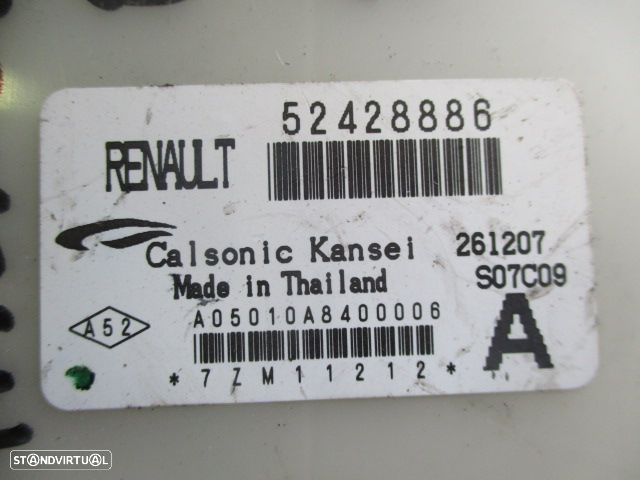 52428886
RENAULT
Calsonic Kansei 261207
Made in Thailand S07C09
A52 A05010A8400006 A
*7ZM11212*
STANDVIRTUAL